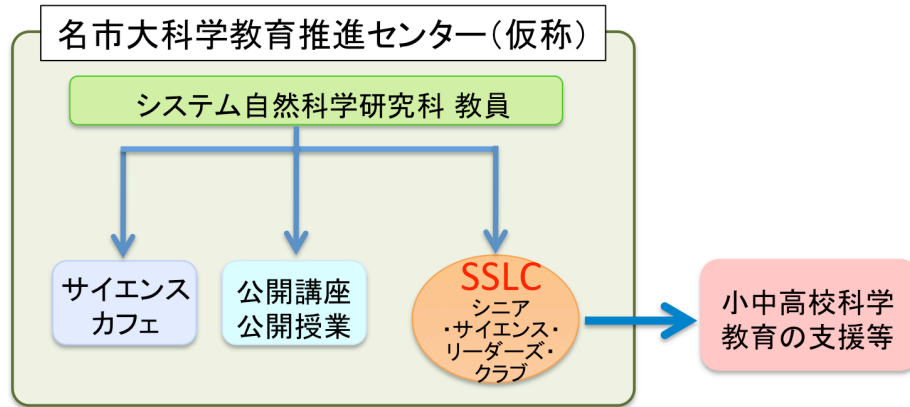 名市大科学教育推進センター（仮称）
システム自然科学研究科 教員
サイエンス
カフェ
公開講座
公開授業
SSLC
シニア
・サイエンス・
リーダーズ・
クラブ
小中高校科学
教育の支援等